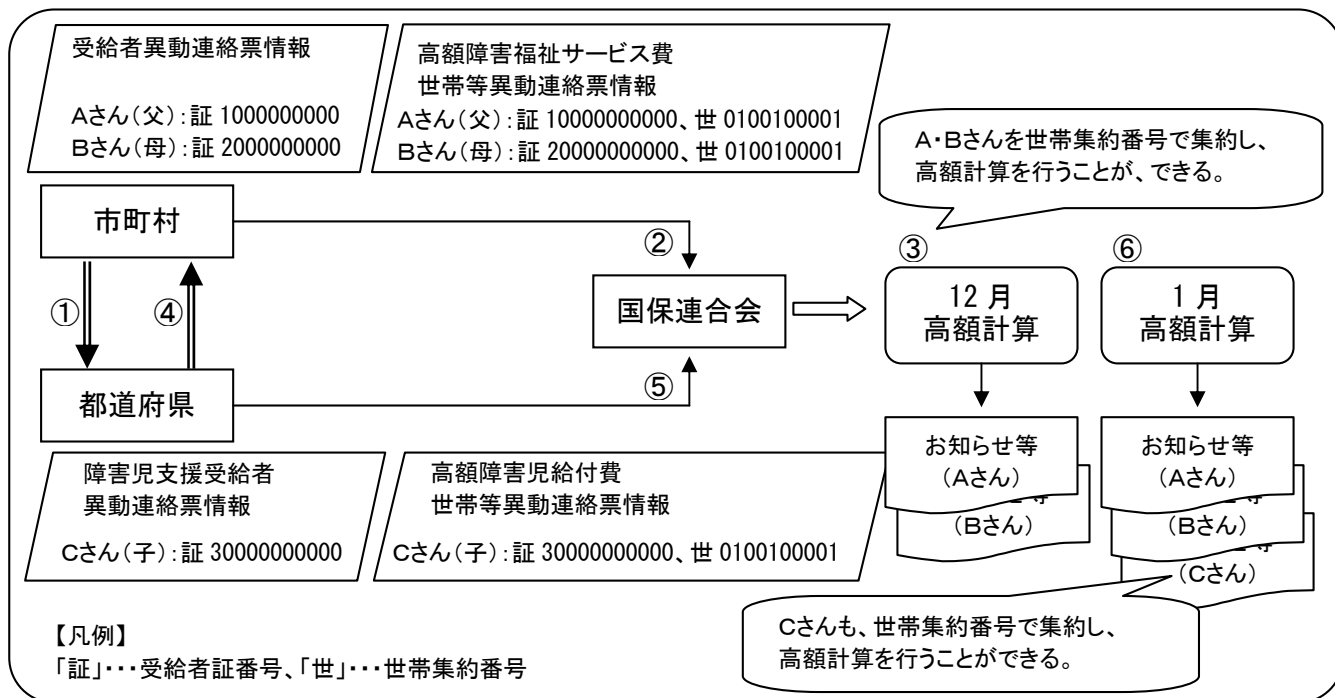 受給者異動連絡票情報
Aさん(父):証 1000000000
Bさん(母):証 2000000000
高額障害福祉サービス費
世帯等異動連絡票情報
Aさん(父):証 10000000000、世 0100100001
Bさん(母):証 20000000000、世 0100100001
A・Bさんを世帯集約番号で集約し、
高額計算を行うことが、できる。
市町村
①
④
都道府県
②
国保連合会
⑤
③
12 月
高額計算
⑥
1 月
高額計算
お知らせ等
(Aさん)
(Bさん)
お知らせ等
(Aさん)
(Bさん)
(Cさん)
障害児支援受給者
異動連絡票情報
Cさん(子):証 30000000000
高額障害児給付費
世帯等異動連絡票情報
Cさん(子):証 30000000000、世 0100100001
Cさんも、世帯集約番号で集約し、
高額計算を行うことができる。
【凡例】
「証」・・・受給者証番号、「世」・・・世帯集約番号